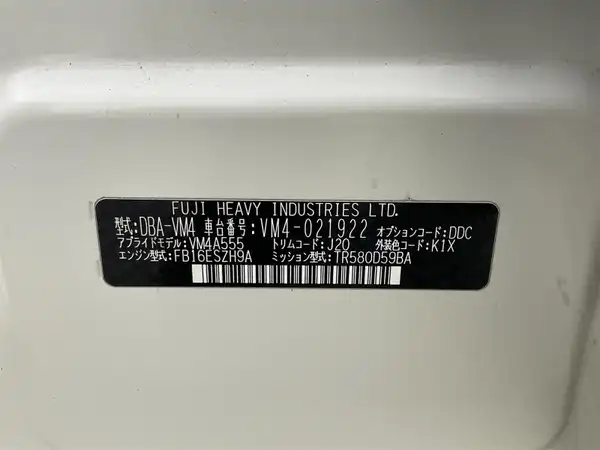 FUJI HEAVY INDUSTRIES LTD.
型式:DBA-VM4 車台番号:VM4-021922 オプションコード:DDC
アプライドモデル:VM4A555 トリムコード:J20 外装色コード:K1X
エンジン型式:FB16ESZH9A ミッション型式:TR580D59BA